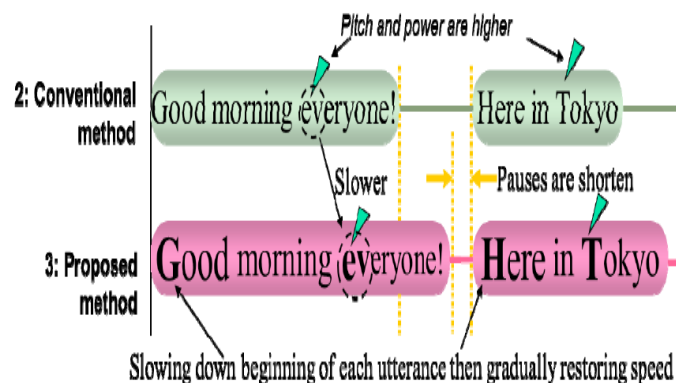 Pitch and power are higher
2: Conventional method
Good morning everyone!
Here in Tokyo
Slower
Pauses are shorten
3: Proposed method
Good morning everyone!
Here in Tokyo
Slowing down beginning of each utterance then gradually restoring speed